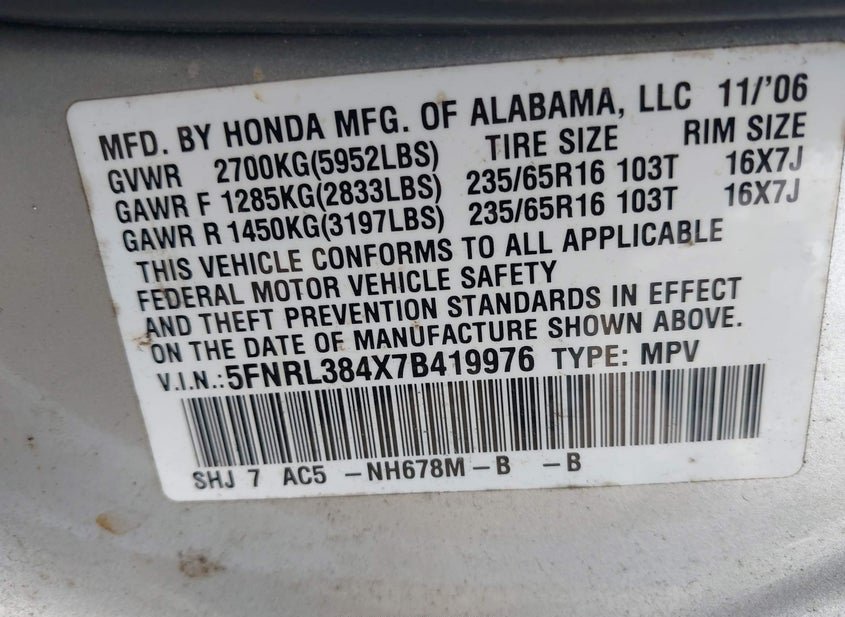 MFD. BY HONDA MFG. OF ALABAMA, LLC 11/'06
GVWR 2700KG(5952LBS) TIRE SIZE RIM SIZE
GAWR F 1285KG(2833LBS) 235/65R16 103T 16X7J
GAWR R 1450KG(3197LBS) 235/65R16 103T 16X7J
THIS VEHICLE CONFORMS TO ALL APPLICABLE
FEDERAL MOTOR VEHICLE SAFETY
AND THEFT PREVENTION STANDARDS IN EFFECT
ON THE DATE OF MANUFACTURE SHOWN ABOVE.
V.I.N.:5FNRL384X7B419976 TYPE: MPV
SHJ 7 AC5 -NH678M-B -B